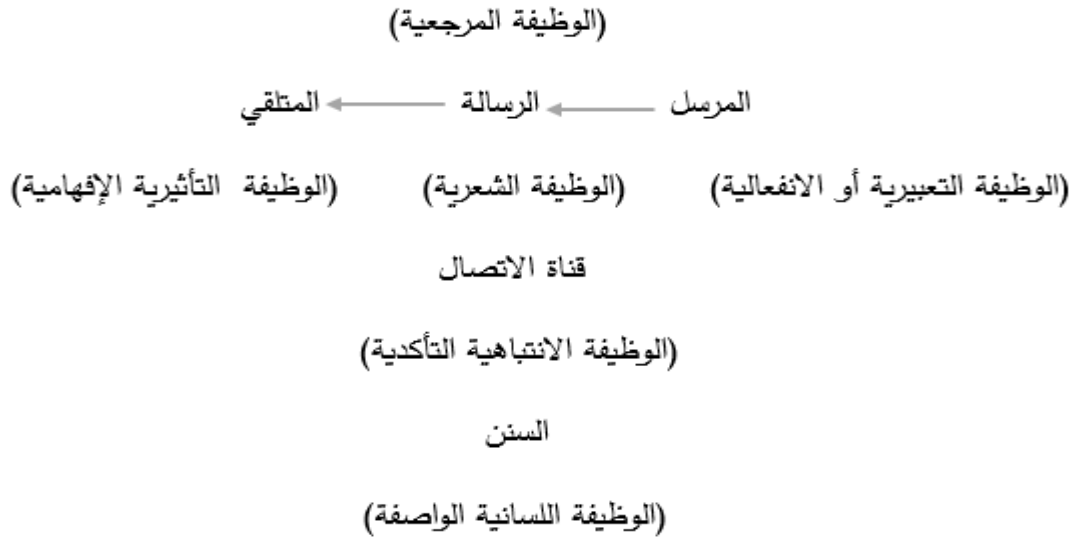 (الوظيفة المرجعية)
المرسل الرسالة المتلقي
(الوظيفة التعبيرية أو الانفعالية) (الوظيفة الشعرية) (الوظيفة التأثيرية الإفهامية)
قناة الاتصال
(الوظيفة الانتباهية التأكدية)
السنن
(الوظيفة اللسانية الواصفة)